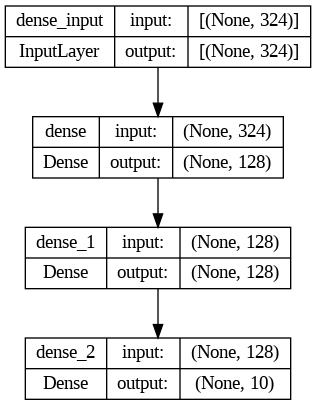 dense_input input: [(None, 324)]
InputLayer output: [(None, 324)]
dense input: (None, 324)
Dense output: (None, 128)
dense_1 input: (None, 128)
Dense output: (None, 128)
dense_2 input: (None, 128)
Dense output: (None, 10)